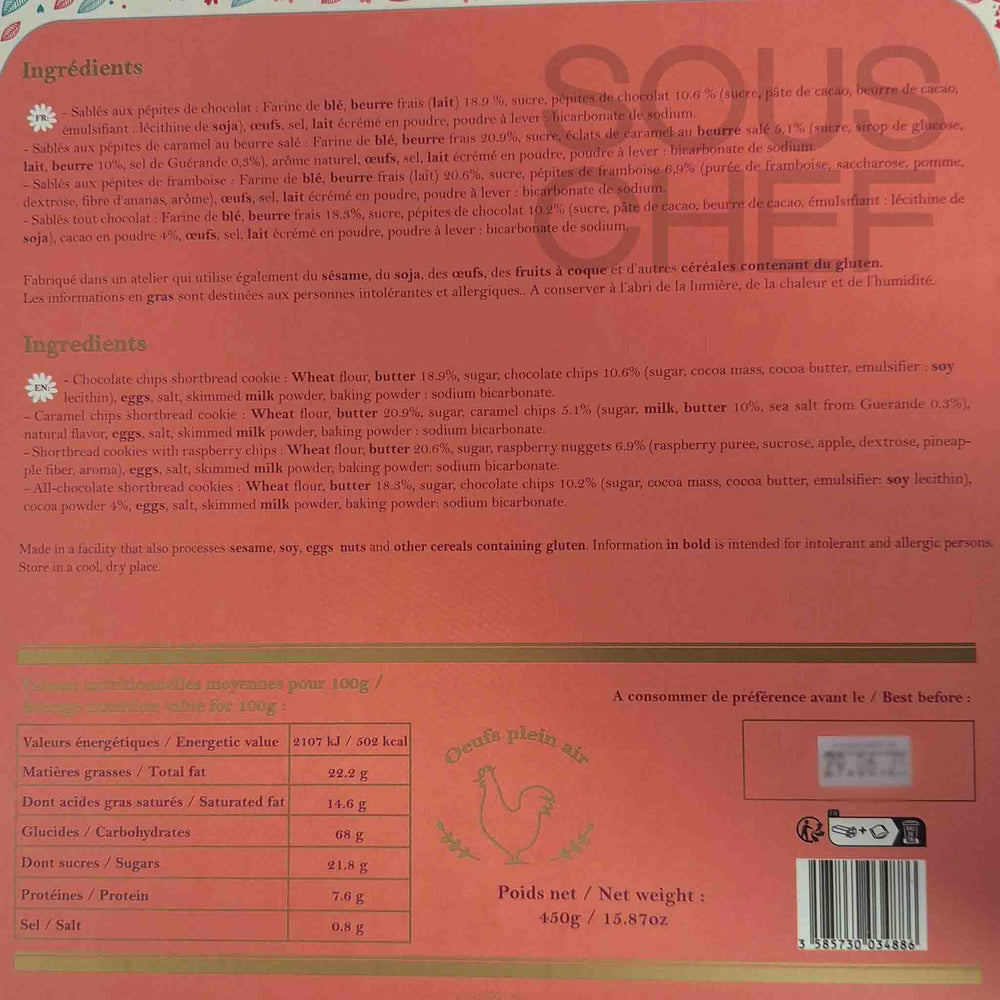 SOUS
CHEF
Ingrédients
FR: - Sablés aux pépites de chocolat : Farine de blé, beurre frais (lait) 18.9 %, sucre, pépites de chocolat 10.6 % (sucre, pâte de cacao, beurre de cacao,
émulsifiant : lécithine de soja), œufs, sel, lait écrémé en poudre, poudre à lever : bicarbonate de sodium.
- Sablés aux pépites de caramel au beurre salé : Farine de blé, beurre frais 20.9%, sucre, éclats de caramel au beurre salé 5,1% (sucre, sirop de glucose,
lait, beurre 10%, sel de Guérande 0,3%), arôme naturel, œufs, sel, lait écrémé en poudre, poudre à lever : bicarbonate de sodium.
- Sablés aux pépites de framboise : Farine de blé, beurre frais (lait) 20.6%, sucre, pépites de framboise 6,9% (purée de framboise, saccharose, pomme,
dextrose, fibre d'ananas, arôme), œufs, sel, lait écrémé en poudre, poudre à lever : bicarbonate de sodium.
- Sablés tout chocolat : Farine de blé, beurre frais 18.3%, sucre, pépites de chocolat 10.2% (sucre, pâte de cacao, beurre de cacao, émulsifiant : lécithine de
soja), cacao en poudre 4%, œufs, sel, lait écrémé en poudre, poudre à lever : bicarbonate de sodium.
Fabriqué dans un atelier qui utilise également du sésame, du soja, des œufs, des fruits à coque et d'autres céréales contenant du gluten.
Les informations en gras sont destinées aux personnes intolérantes et allergiques.. A conserver à l'abri de la lumière, de la chaleur et de l'humidité.
Ingredients
EN: - Chocolate chips shortbread cookie : Wheat flour, butter 18.9%, sugar, chocolate chips 10.6% (sugar, cocoa mass, cocoa butter, emulsifier : soy
lecithin), eggs, salt, skimmed milk powder, baking powder : sodium bicarbonate.
- Caramel chips shortbread cookie : Wheat flour, butter 20.9%, sugar, caramel chips 5.1% (sugar, milk, butter 10%, sea salt from Guerande 0.3%),
natural flavor, eggs, salt, skimmed milk powder, baking powder : sodium bicarbonate.
- Shortbread cookies with raspberry chips : Wheat flour, butter 20.6%, sugar, raspberry nuggets 6.9% (raspberry puree, sucrose, apple, dextrose, pineap-
ple fiber, aroma), eggs, salt, skimmed milk powder, baking powder: sodium bicarbonate.
- All-chocolate shortbread cookies : Wheat flour, butter 18.3%, sugar, chocolate chips 10.2% (sugar, cocoa mass, cocoa butter, emulsifier: soy lecithin),
cocoa powder 4%, eggs, salt, skimmed milk powder, baking powder: sodium bicarbonate.
Made in a facility that also processes sesame, soy, eggs nuts and other cereals containing gluten. Information in bold is intended for intolerant and allergic persons.
Store in a cool, dry place.
Valeurs nutritionnelles moyennes pour 100g /
Average nutrition value for 100g :
Valeurs énergétiques / Energetic value 2107 kJ / 502 kcal
Matières grasses / Total fat 22.2 g
Dont acides gras saturés / Saturated fat 14.6 g
Glucides / Carbohydrates 68 g
Dont sucres / Sugars 21.8 g
Protéines / Protein 7.6 g
Sel / Salt 0.8 g
Oeufs plein air
Poids net / Net weight :
450g / 15.87oz
A consommer de préférence avant le / Best before :
FR
3 585730 034886